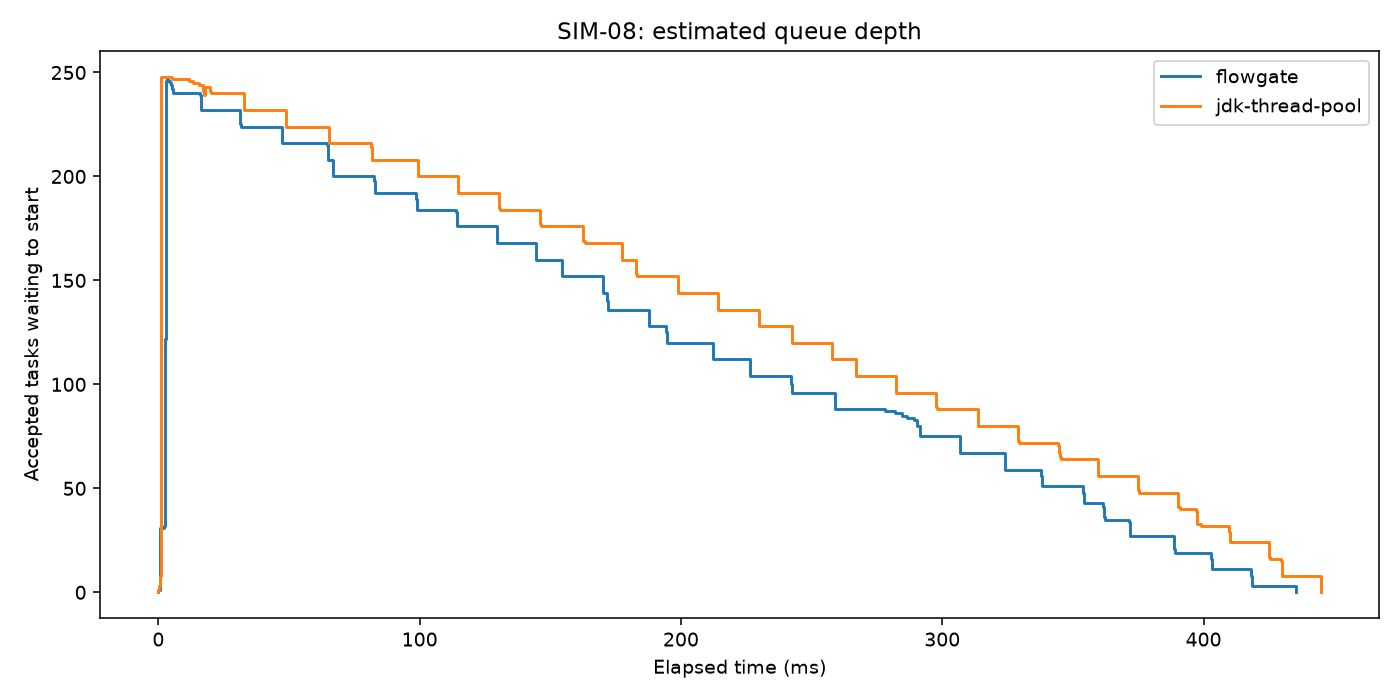 SIM-08: estimated queue depth
flowgate
jdk-thread-pool
Accepted tasks waiting to start
250
200
150
100
50
0
0 100 200 300 400
Elapsed time (ms)